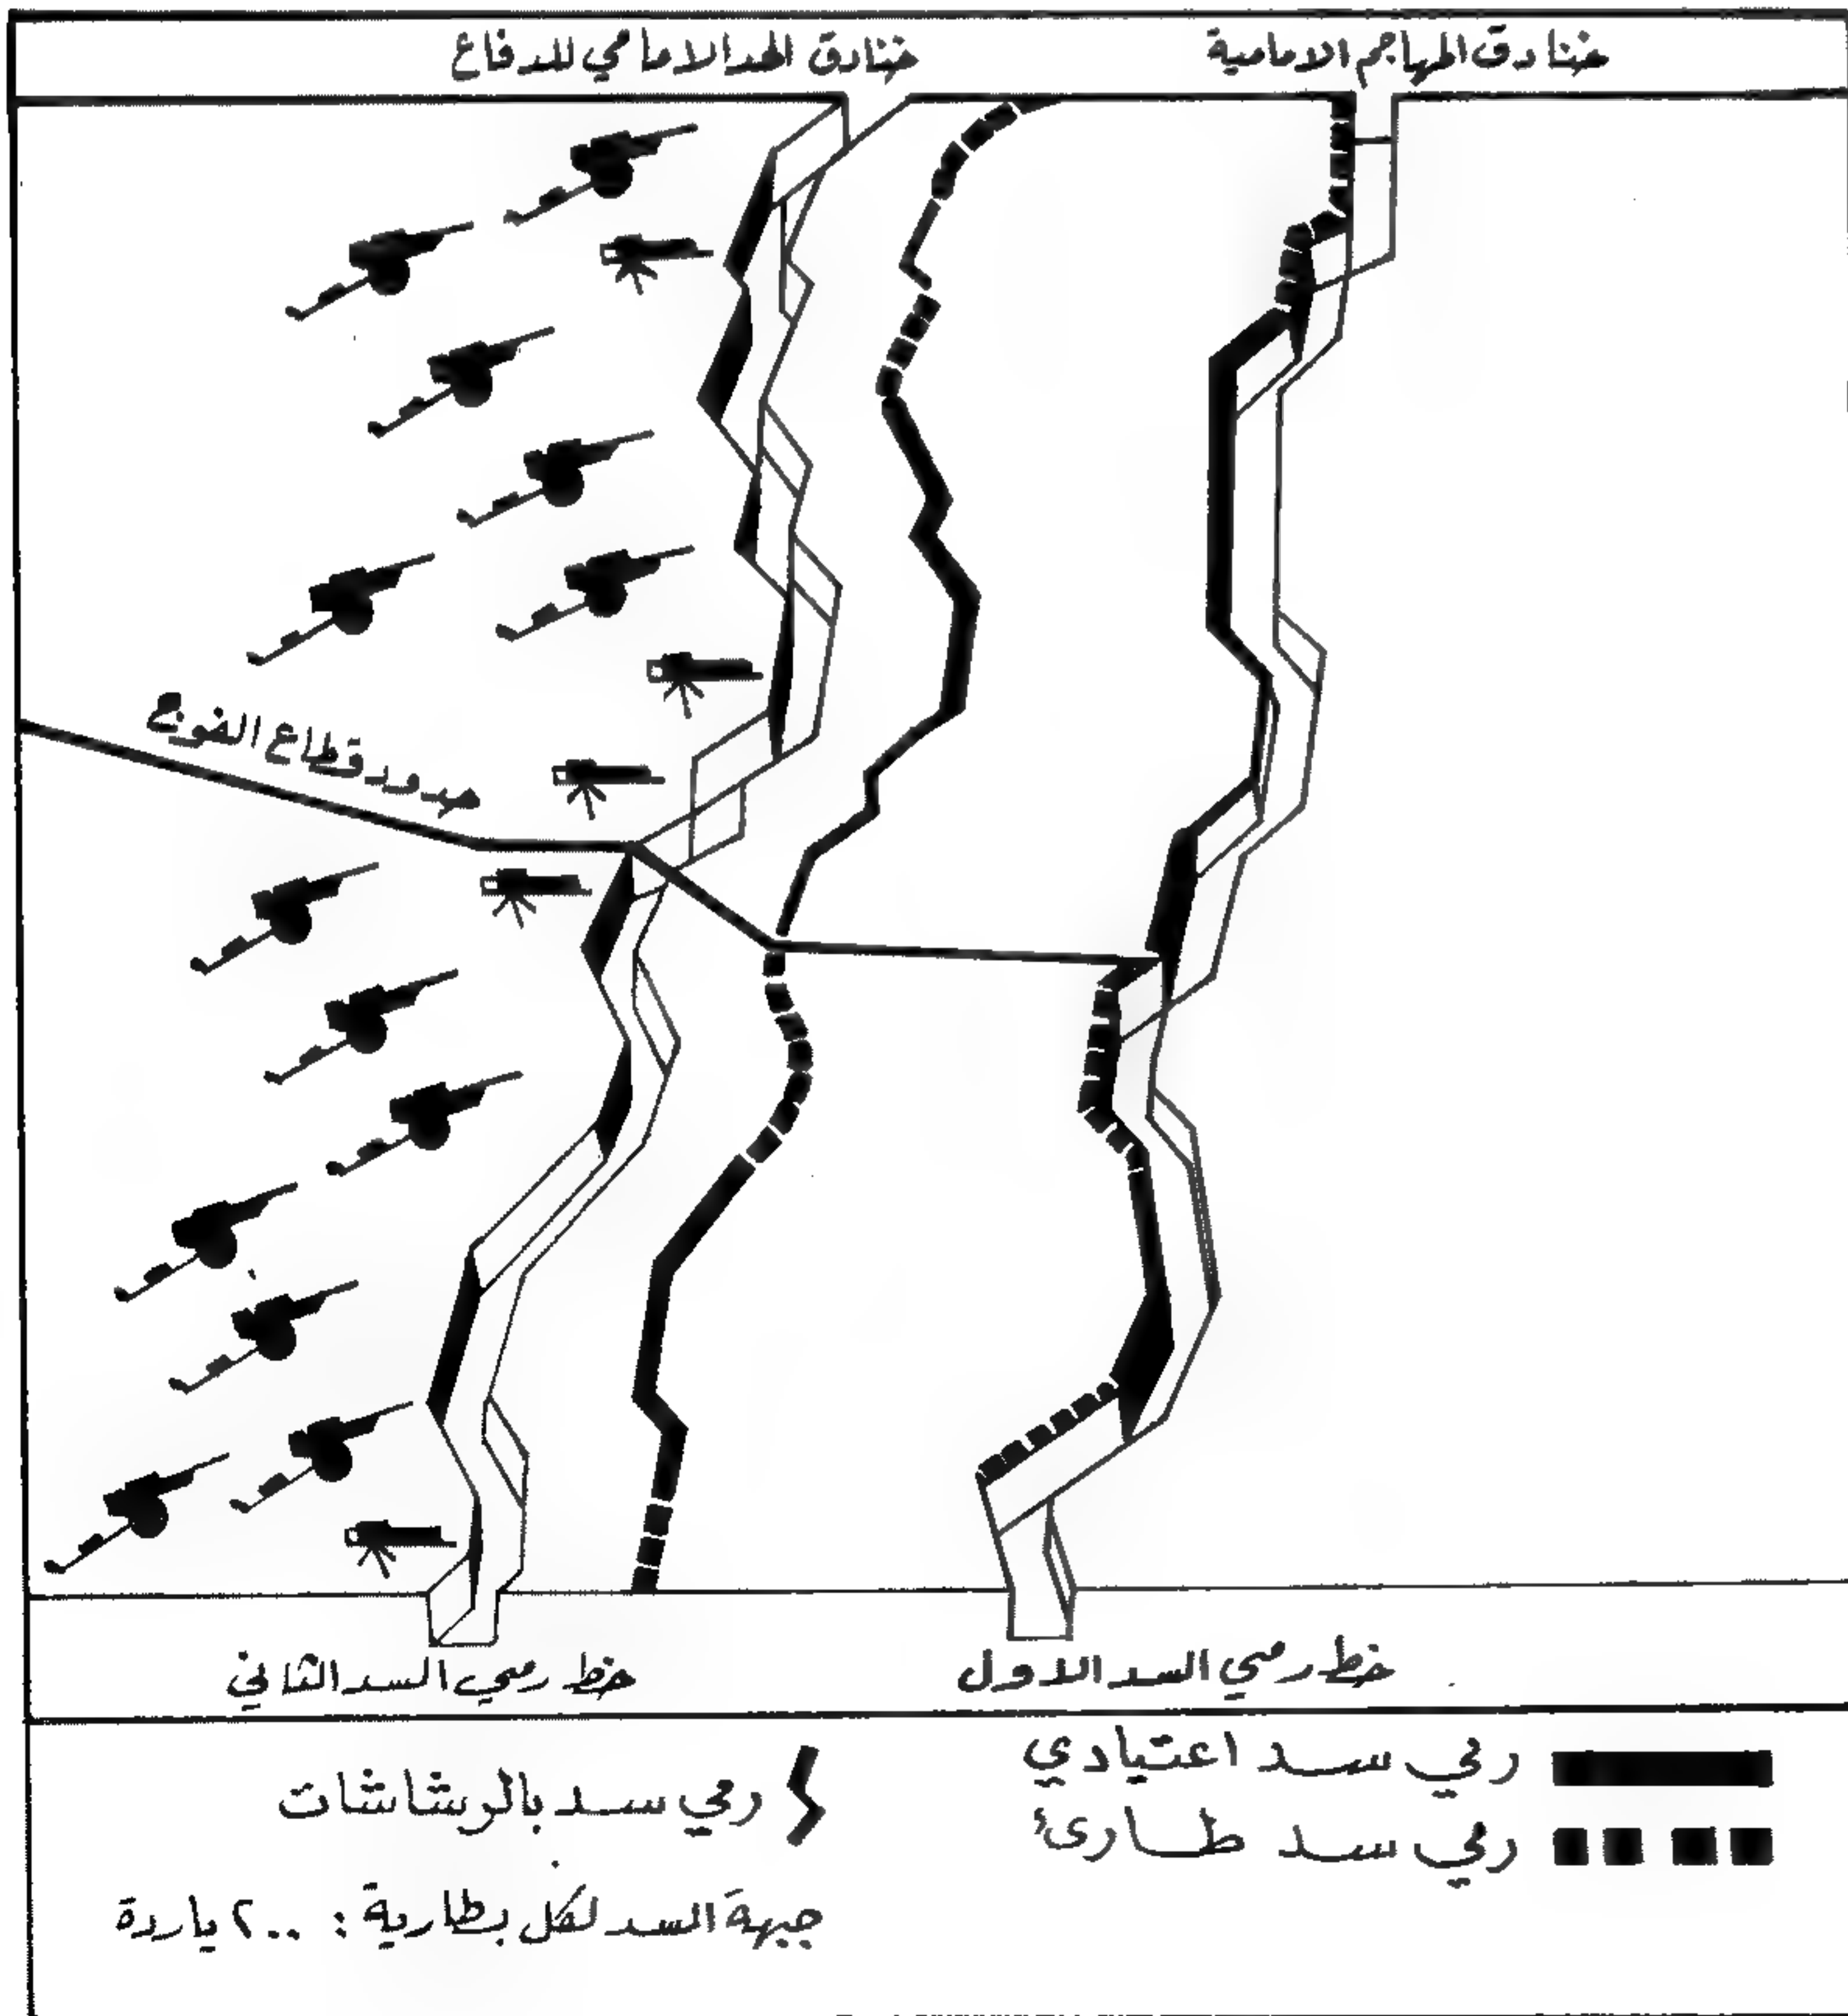 خنادق المهاجم الامامية
خنادق الحد الامامي للدفاع
حدود قطاع الفوج
خط رمي السد الاول
خط رمي السد الثاني
رمي سد اعتيادي
رمي سد طارئ
رمي سد بالرشاشات
جبهة السد لكل بطارية : ٢٠٠ ياردة